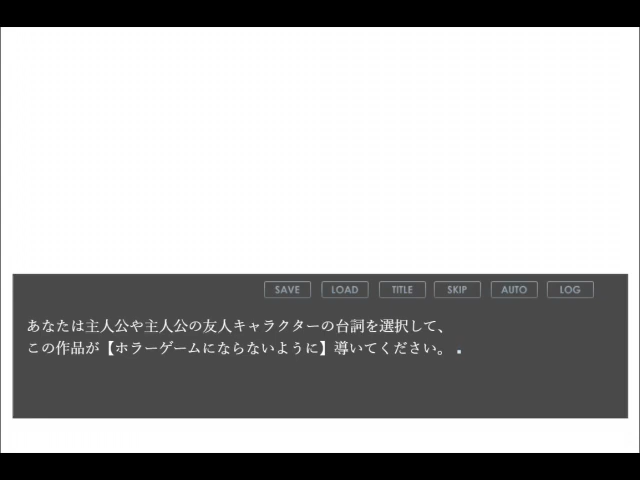 SAVE LOAD TITLE SKIP AUTO LOG
あなたは主人公や主人公の友人キャラクターの台詞を選択して、
この作品が【ホラーゲームにならないように】導いてください。